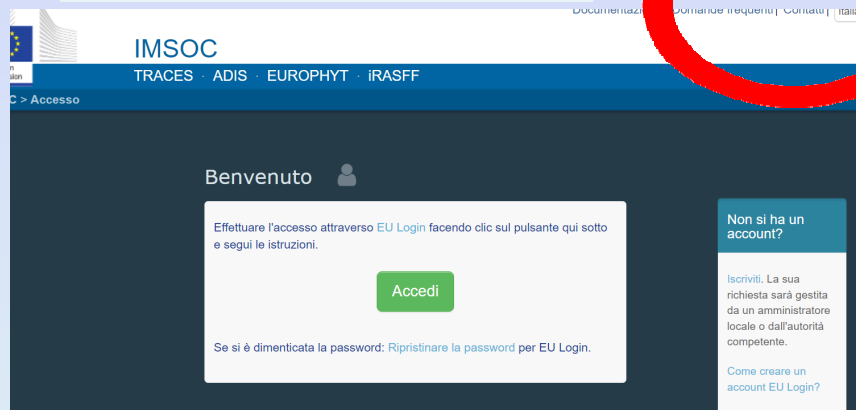 Domande frequenti| Contatti|
IMSOC
TRACES · ADIS · EUROPHYT · iRASFF
> Accesso
Benvenuto
Effettuare l'accesso attraverso EU Login facendo clic sul pulsante qui sotto
e segui le istruzioni.
Accedi
Se si è dimenticata la password: Ripristinare la password per EU Login.
Non si ha un
account?
Iscriviti. La sua
richiesta sarà gestita
da un amministratore
locale o dall'autorità
competente.
Come creare un
account EU Login?